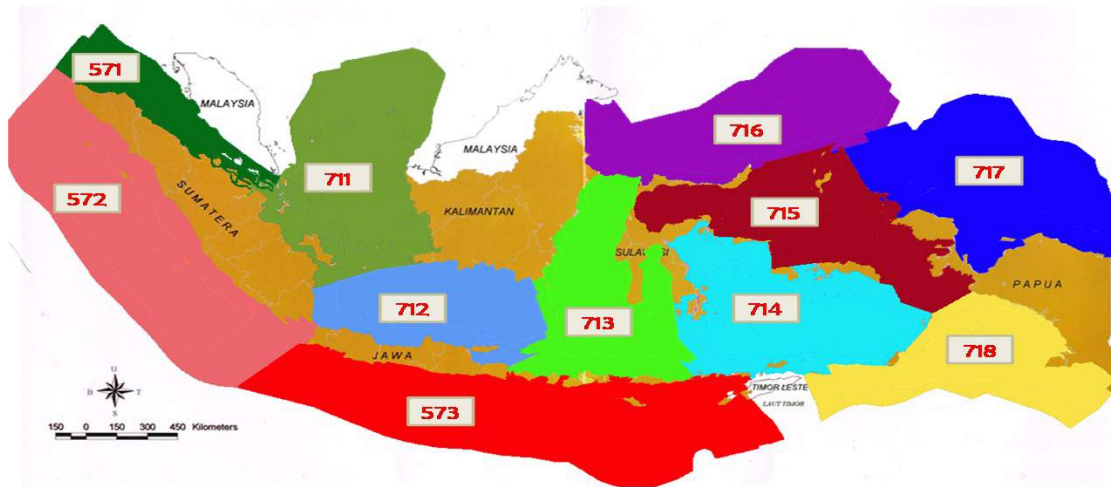 571
MALAYSIA
716
572
711
MALAYSIA
717
SUMATERA
KALIMANTAN
715
SULAWESI
PAPUA
712
713
714
718
JAWA
TIMOR LESTE
LAUT TIMOR
573
U
B T
S
150 0 150 300 450 Kilometers